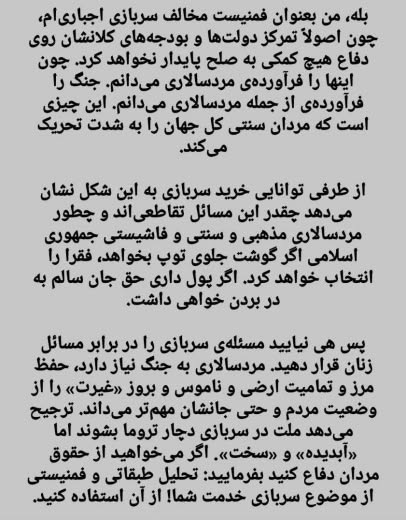 بله، من بعنوان فمنیست مخالف سربازی اجباری‌ام،
چون اصولاً تمرکز دولت‌ها و بودجه‌های کلانشان روی
دفاع هیچ کمکی به صلح پایدار نخواهد کرد. چون
اینها را فرآورده‌ی مردسالاری می‌دانم. جنگ را
فرآورده‌ی از جمله مردسالاری می‌دانم. این چیزی
است که مردان سنتی کل جهان را به شدت تحریک
می‌کند.
از طرفی توانایی خرید سربازی به این شکل نشان
می‌دهد چقدر این مسائل تقاطعی‌اند و چطور
مردسالاری مذهبی و سنتی و فاشیستی جمهوری
اسلامی اگر گوشت جلوی توپ بخواهد، فقرا را
انتخاب خواهد کرد. اگر پول داری حق جان سالم به
در بردن خواهی داشت.
پس هی نیایید مسئله‌ی سربازی را در برابر مسائل
زنان قرار دهید. مردسالاری به جنگ نیاز دارد، حفظ
مرز و تمامیت ارضی و ناموس و بروز «غیرت» را از
وضعیت مردم و حتی جانشان مهم‌تر می‌داند. ترجیح
می‌دهد ملت در سربازی دچار تروما بشوند اما
«آبدیده» و «سخت». اگر می‌خواهید از حقوق
مردان دفاع کنید بفرمایید: تحلیل طبقاتی و فمنیستی
از موضوع سربازی خدمت شما! از آن استفاده کنید.